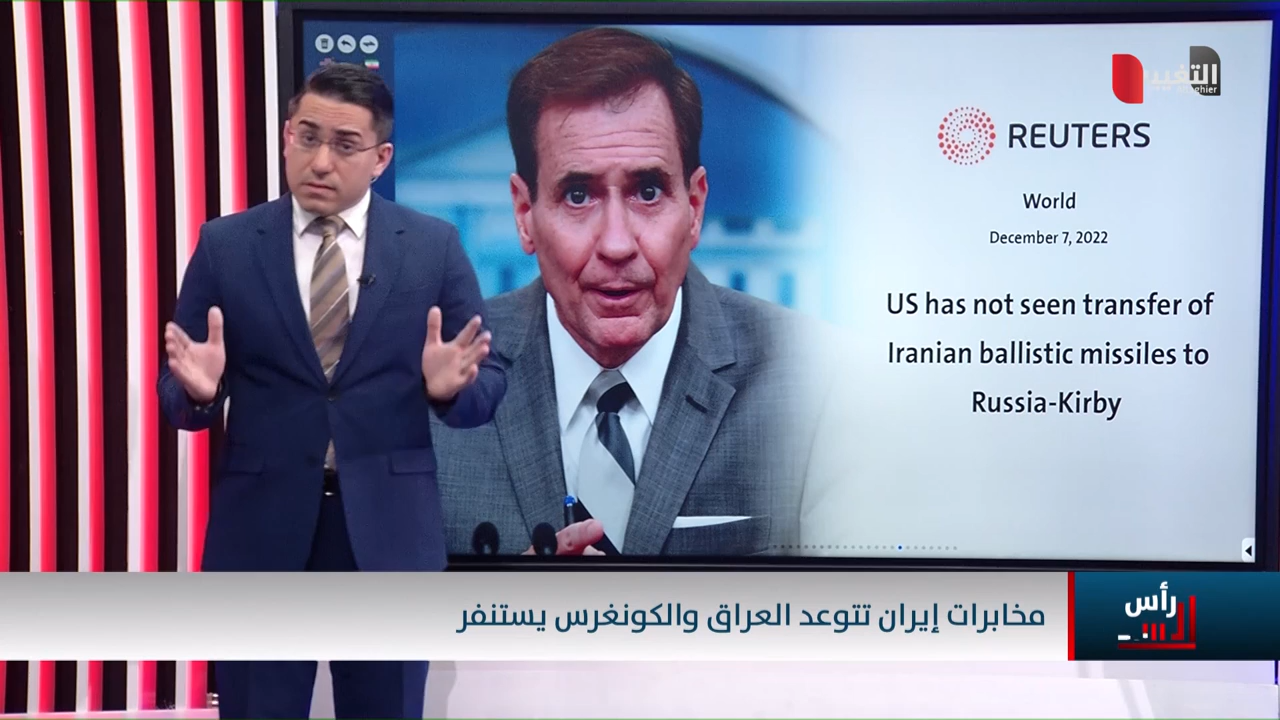 التغيير
ghier
REUTERS
World
December 7, 2022
US has not seen transfer of
Iranian ballistic missiles to
Russia-Kirby
مخابرات إيران تتوعد العراق والكونغرس يستنفر
رأس